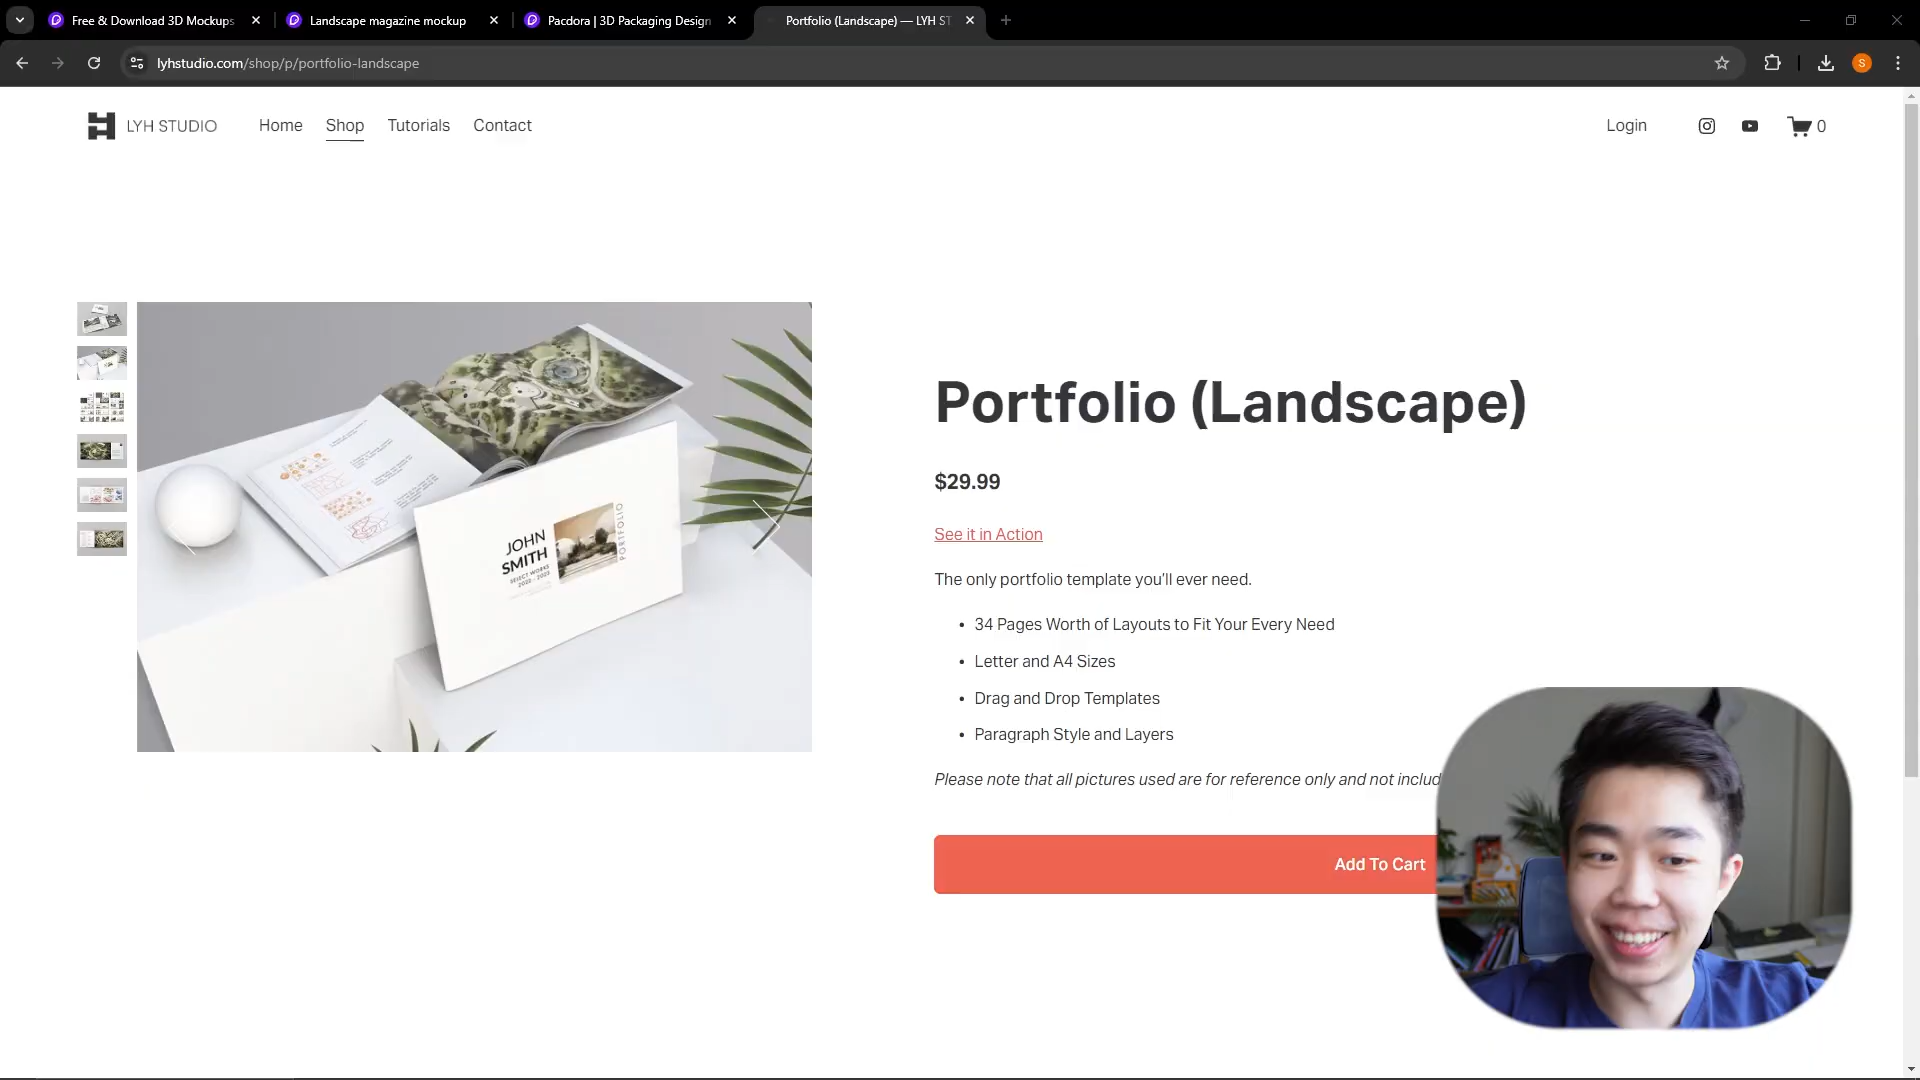 Free & Download 3D Mockups
Landscape magazine mockup
Pacdora | 3D Packaging Design
Portfolio (Landscape) — LYH ST
lyhstudio.com/shop/p/portfolio-landscape
S
LYH STUDIO
Home
Shop
Tutorials
Contact
Login
0
JOHN
SMITH
SELECT WORKS
2022 - 2023
PORTFOLIO
Portfolio (Landscape)
$29.99
See it in Action
The only portfolio template you'll ever need.
• 34 Pages Worth of Layouts to Fit Your Every Need
• Letter and A4 Sizes
• Drag and Drop Templates
• Paragraph Style and Layers
Please note that all pictures used are for reference only and not includ
Add To Cart